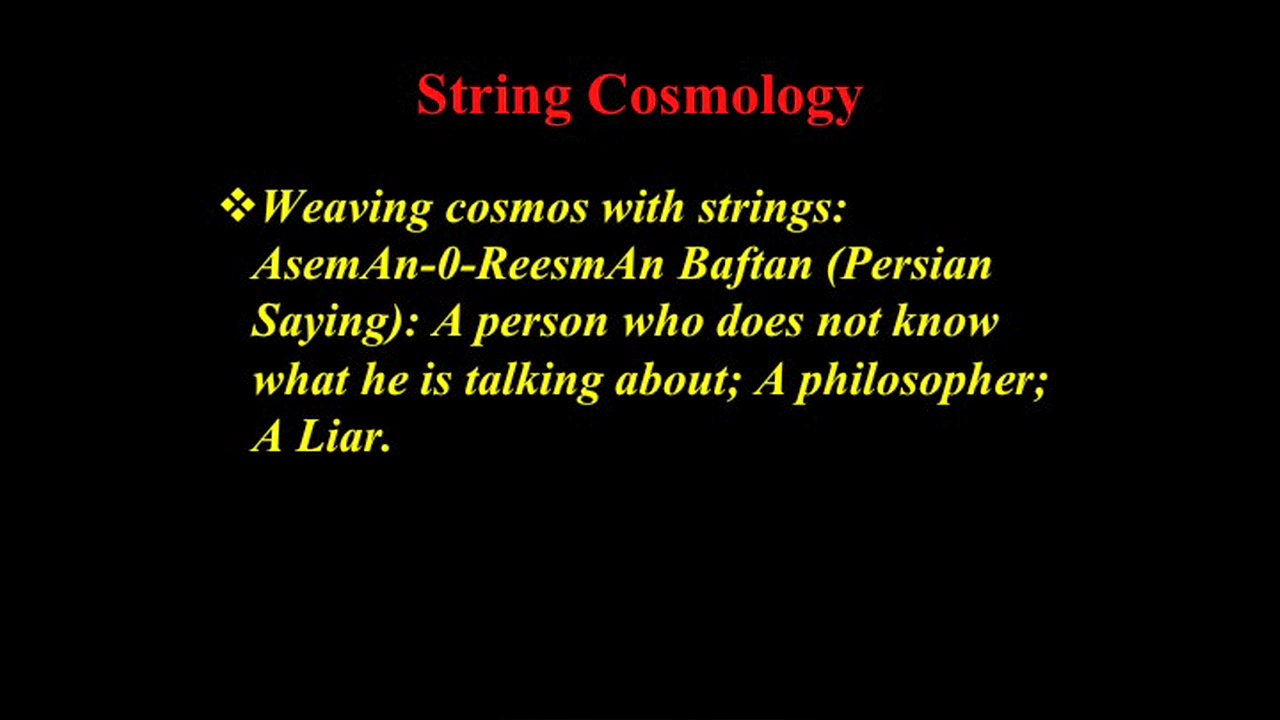 String Cosmology
❖Weaving cosmos with strings:
AsemAn-0-ReesmAn Baftan (Persian
Saying): A person who does not know
what he is talking about; A philosopher;
A Liar.